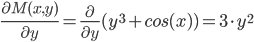 ∂M(x,y)/∂y = ∂/∂y (y³ + cos(x)) = 3 · y²